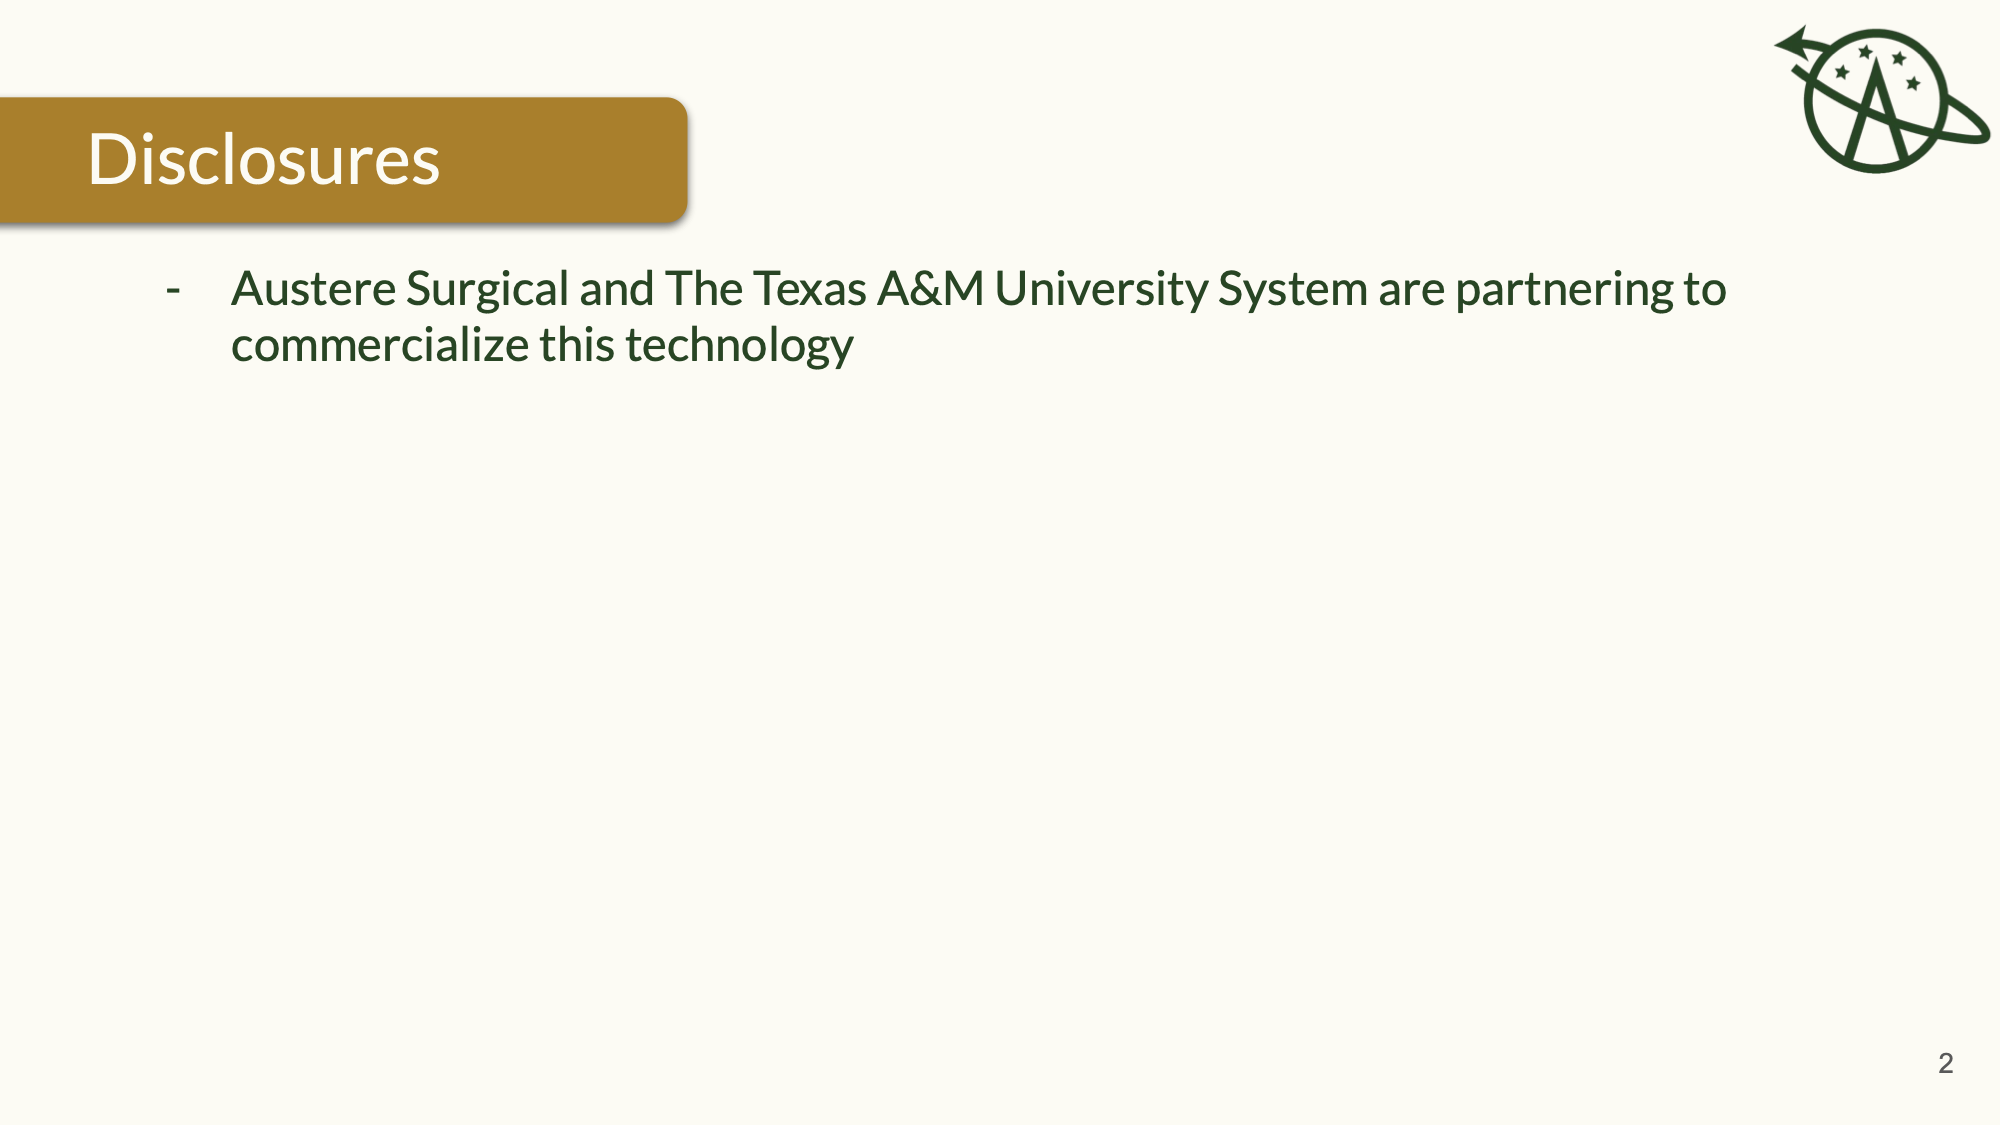 Disclosures
- Austere Surgical and The Texas A&M University System are partnering to
commercialize this technology
2